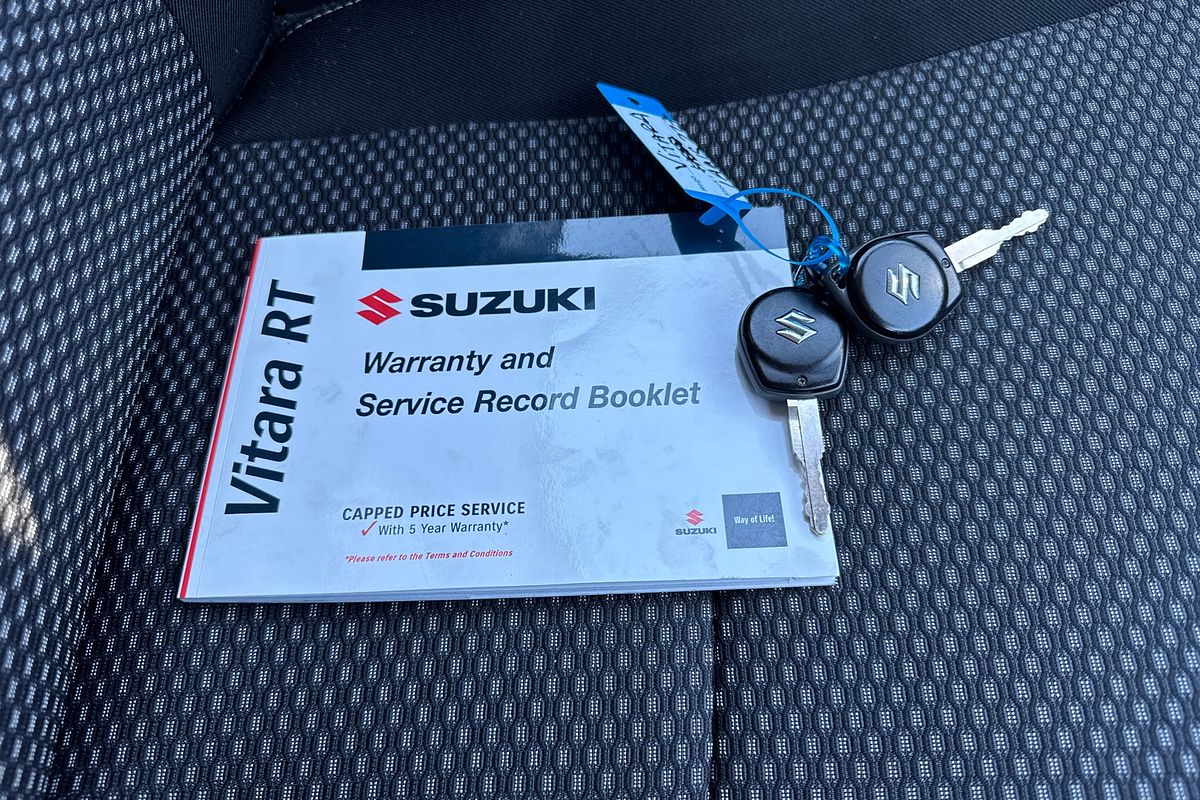 Vitara RT
SUZUKI
Warranty and
Service Record Booklet
CAPPED PRICE SERVICE
With 5 Year Warranty*
*Please refer to the Terms and Conditions
SUZUKI
Way of Life!
VITARA